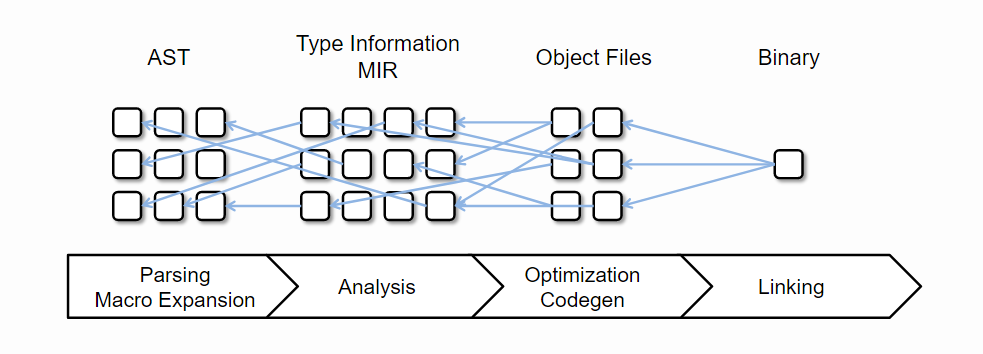 AST
Type Information
MIR
Object Files
Binary
Parsing
Macro Expansion
Analysis
Optimization
Codegen
Linking